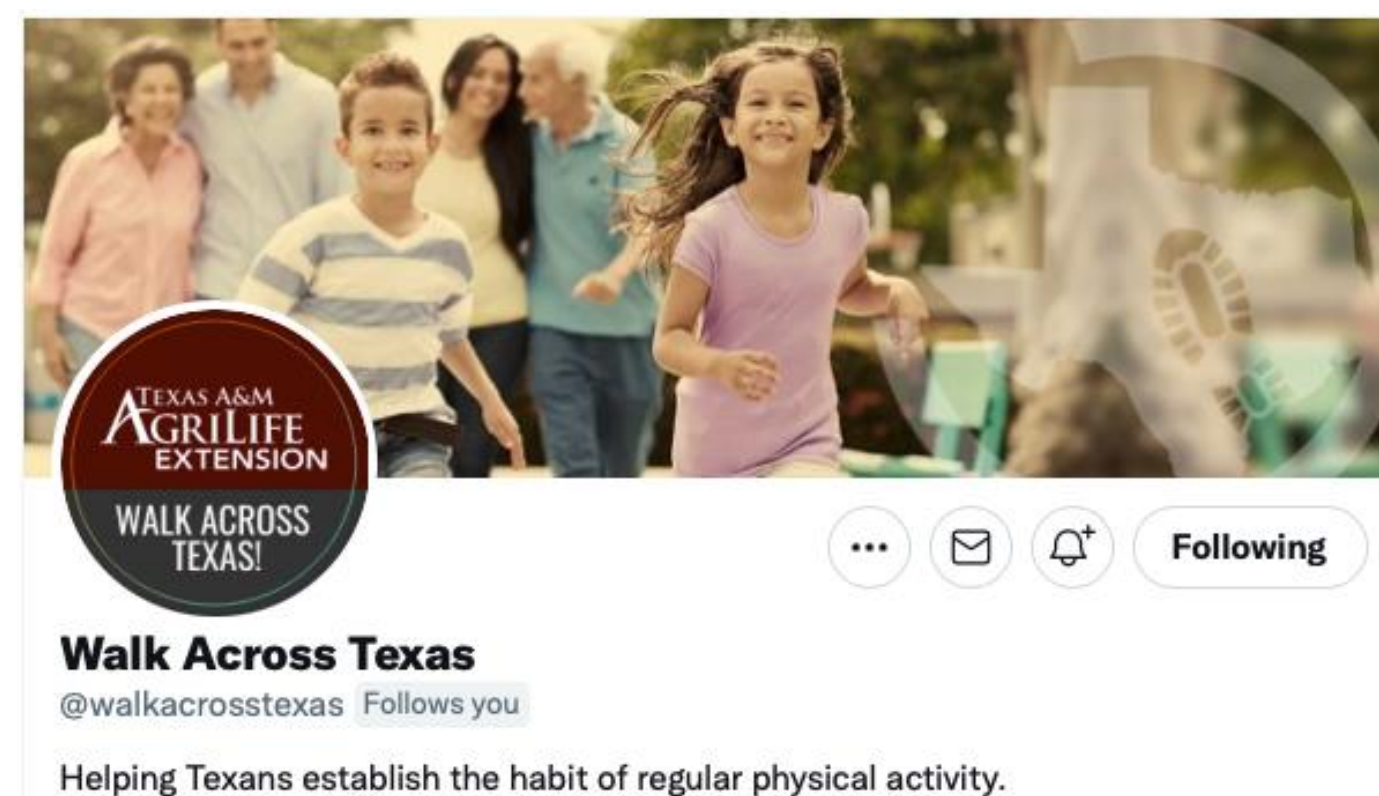 TEXAS A&M
AGRILIFE
EXTENSION
WALK ACROSS
TEXAS!
Following
Walk Across Texas
@walkacrosstexas Follows you
Helping Texans establish the habit of regular physical activity.